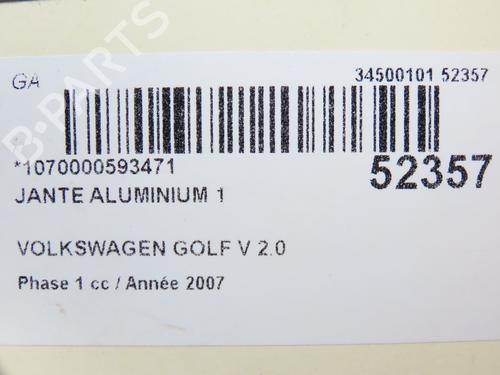 GA
34500101 52357
*1070000593471
52357
JANTE ALUMINIUM 1
VOLKSWAGEN GOLF V 2.0
Phase 1 cc / Année 2007
B-PARTS